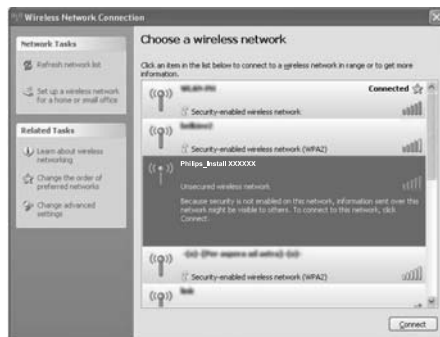 Wireless Network Connection
Network Tasks
Refresh network list
Set up a wireless network
for a home or small office
Related Tasks
Learn about wireless
networking
Change the order of
preferred networks
Change advanced
settings
Choose a wireless network
Click an item in the list below to connect to a wireless network in range or to get more
information.
Connected
Security-enabled wireless network
Security-enabled wireless network (WPA2)
Philips_Install XXXXXX
Unsecured wireless network
Because security is not enabled on this network, information sent over this
network might be visible to others. To connect to this network, click
Connect.
Security-enabled wireless network (WPA2)
Connect